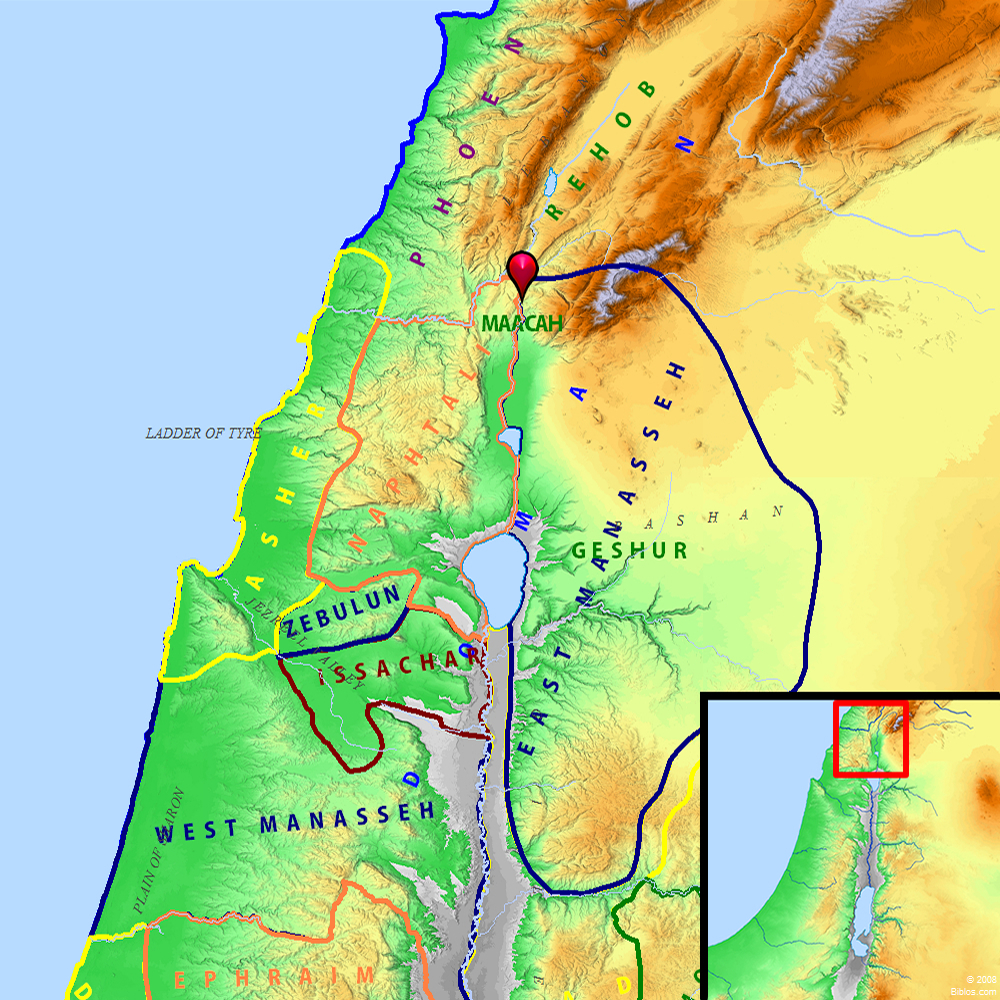 PHOEN
REHOB
N
MAACAH
A
LADDER OF TYRE
ASHER
NAPHTALI
EAST MANASSEH
M
BASHAN
GESHUR
ZEBULUN
JEZREEL VALLEY
O
ISSACHAR
D
WEST MANASSEH
PLAIN OF SHARON
EPHRAIM
D
D
© 2008
Biblos.com